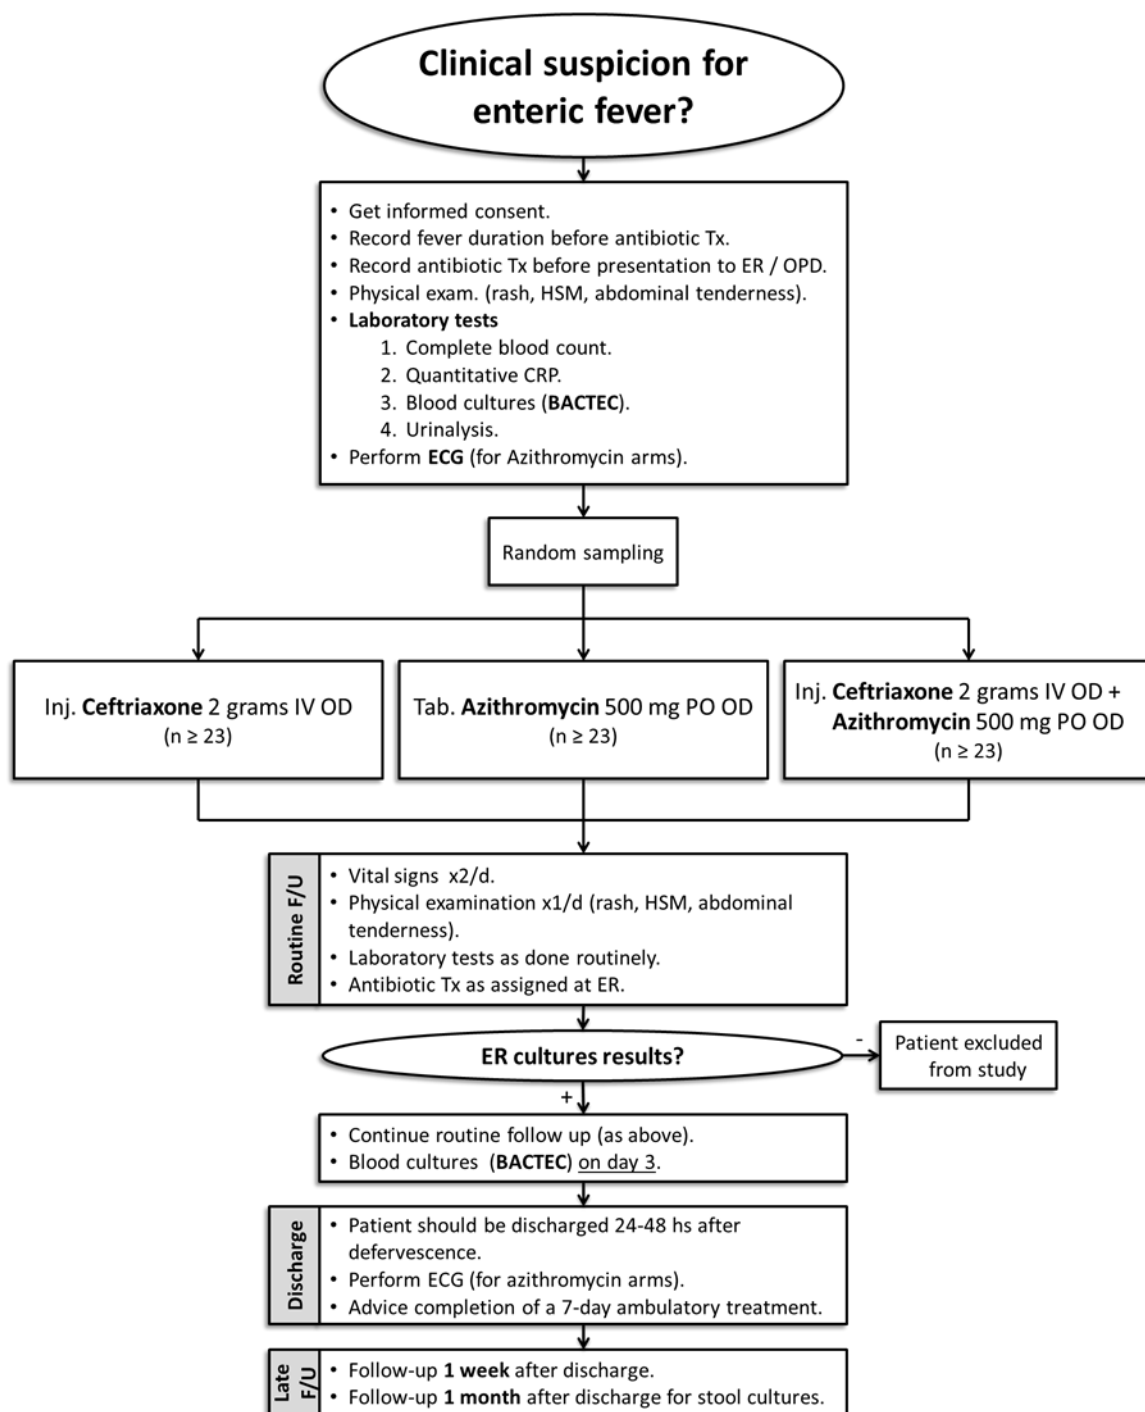 Clinical suspicion for
enteric fever?
• Get informed consent.
• Record fever duration before antibiotic Tx.
• Record antibiotic Tx before presentation to ER / OPD.
• Physical exam. (rash, HSM, abdominal tenderness).
• Laboratory tests
1. Complete blood count.
2. Quantitative CRP.
3. Blood cultures (BACTEC).
4. Urinalysis.
• Perform ECG (for Azithromycin arms).
Random sampling
Inj. Ceftriaxone 2 grams IV OD
(n ≥ 23)
Tab. Azithromycin 500 mg PO OD
(n ≥ 23)
Inj. Ceftriaxone 2 grams IV OD +
Azithromycin 500 mg PO OD
(n ≥ 23)
Routine F/U
• Vital signs x2/d.
• Physical examination x1/d (rash, HSM, abdominal
tenderness).
• Laboratory tests as done routinely.
• Antibiotic Tx as assigned at ER.
ER cultures results?
-
Patient excluded
from study
+
• Continue routine follow up (as above).
• Blood cultures (BACTEC) on day 3.
Discharge
• Patient should be discharged 24-48 hs after
defervescence.
• Perform ECG (for azithromycin arms).
• Advice completion of a 7-day ambulatory treatment.
Late
F/U
• Follow-up 1 week after discharge.
• Follow-up 1 month after discharge for stool cultures.